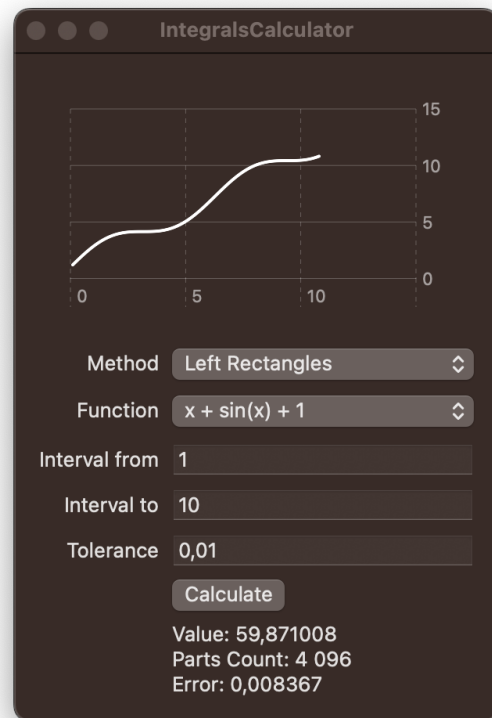 IntegralsCalculator
15
10
5
0
0 5 10
Method Left Rectangles
Function x + sin(x) + 1
Interval from 1
Interval to 10
Tolerance 0,01
Calculate
Value: 59,871008
Parts Count: 4 096
Error: 0,008367